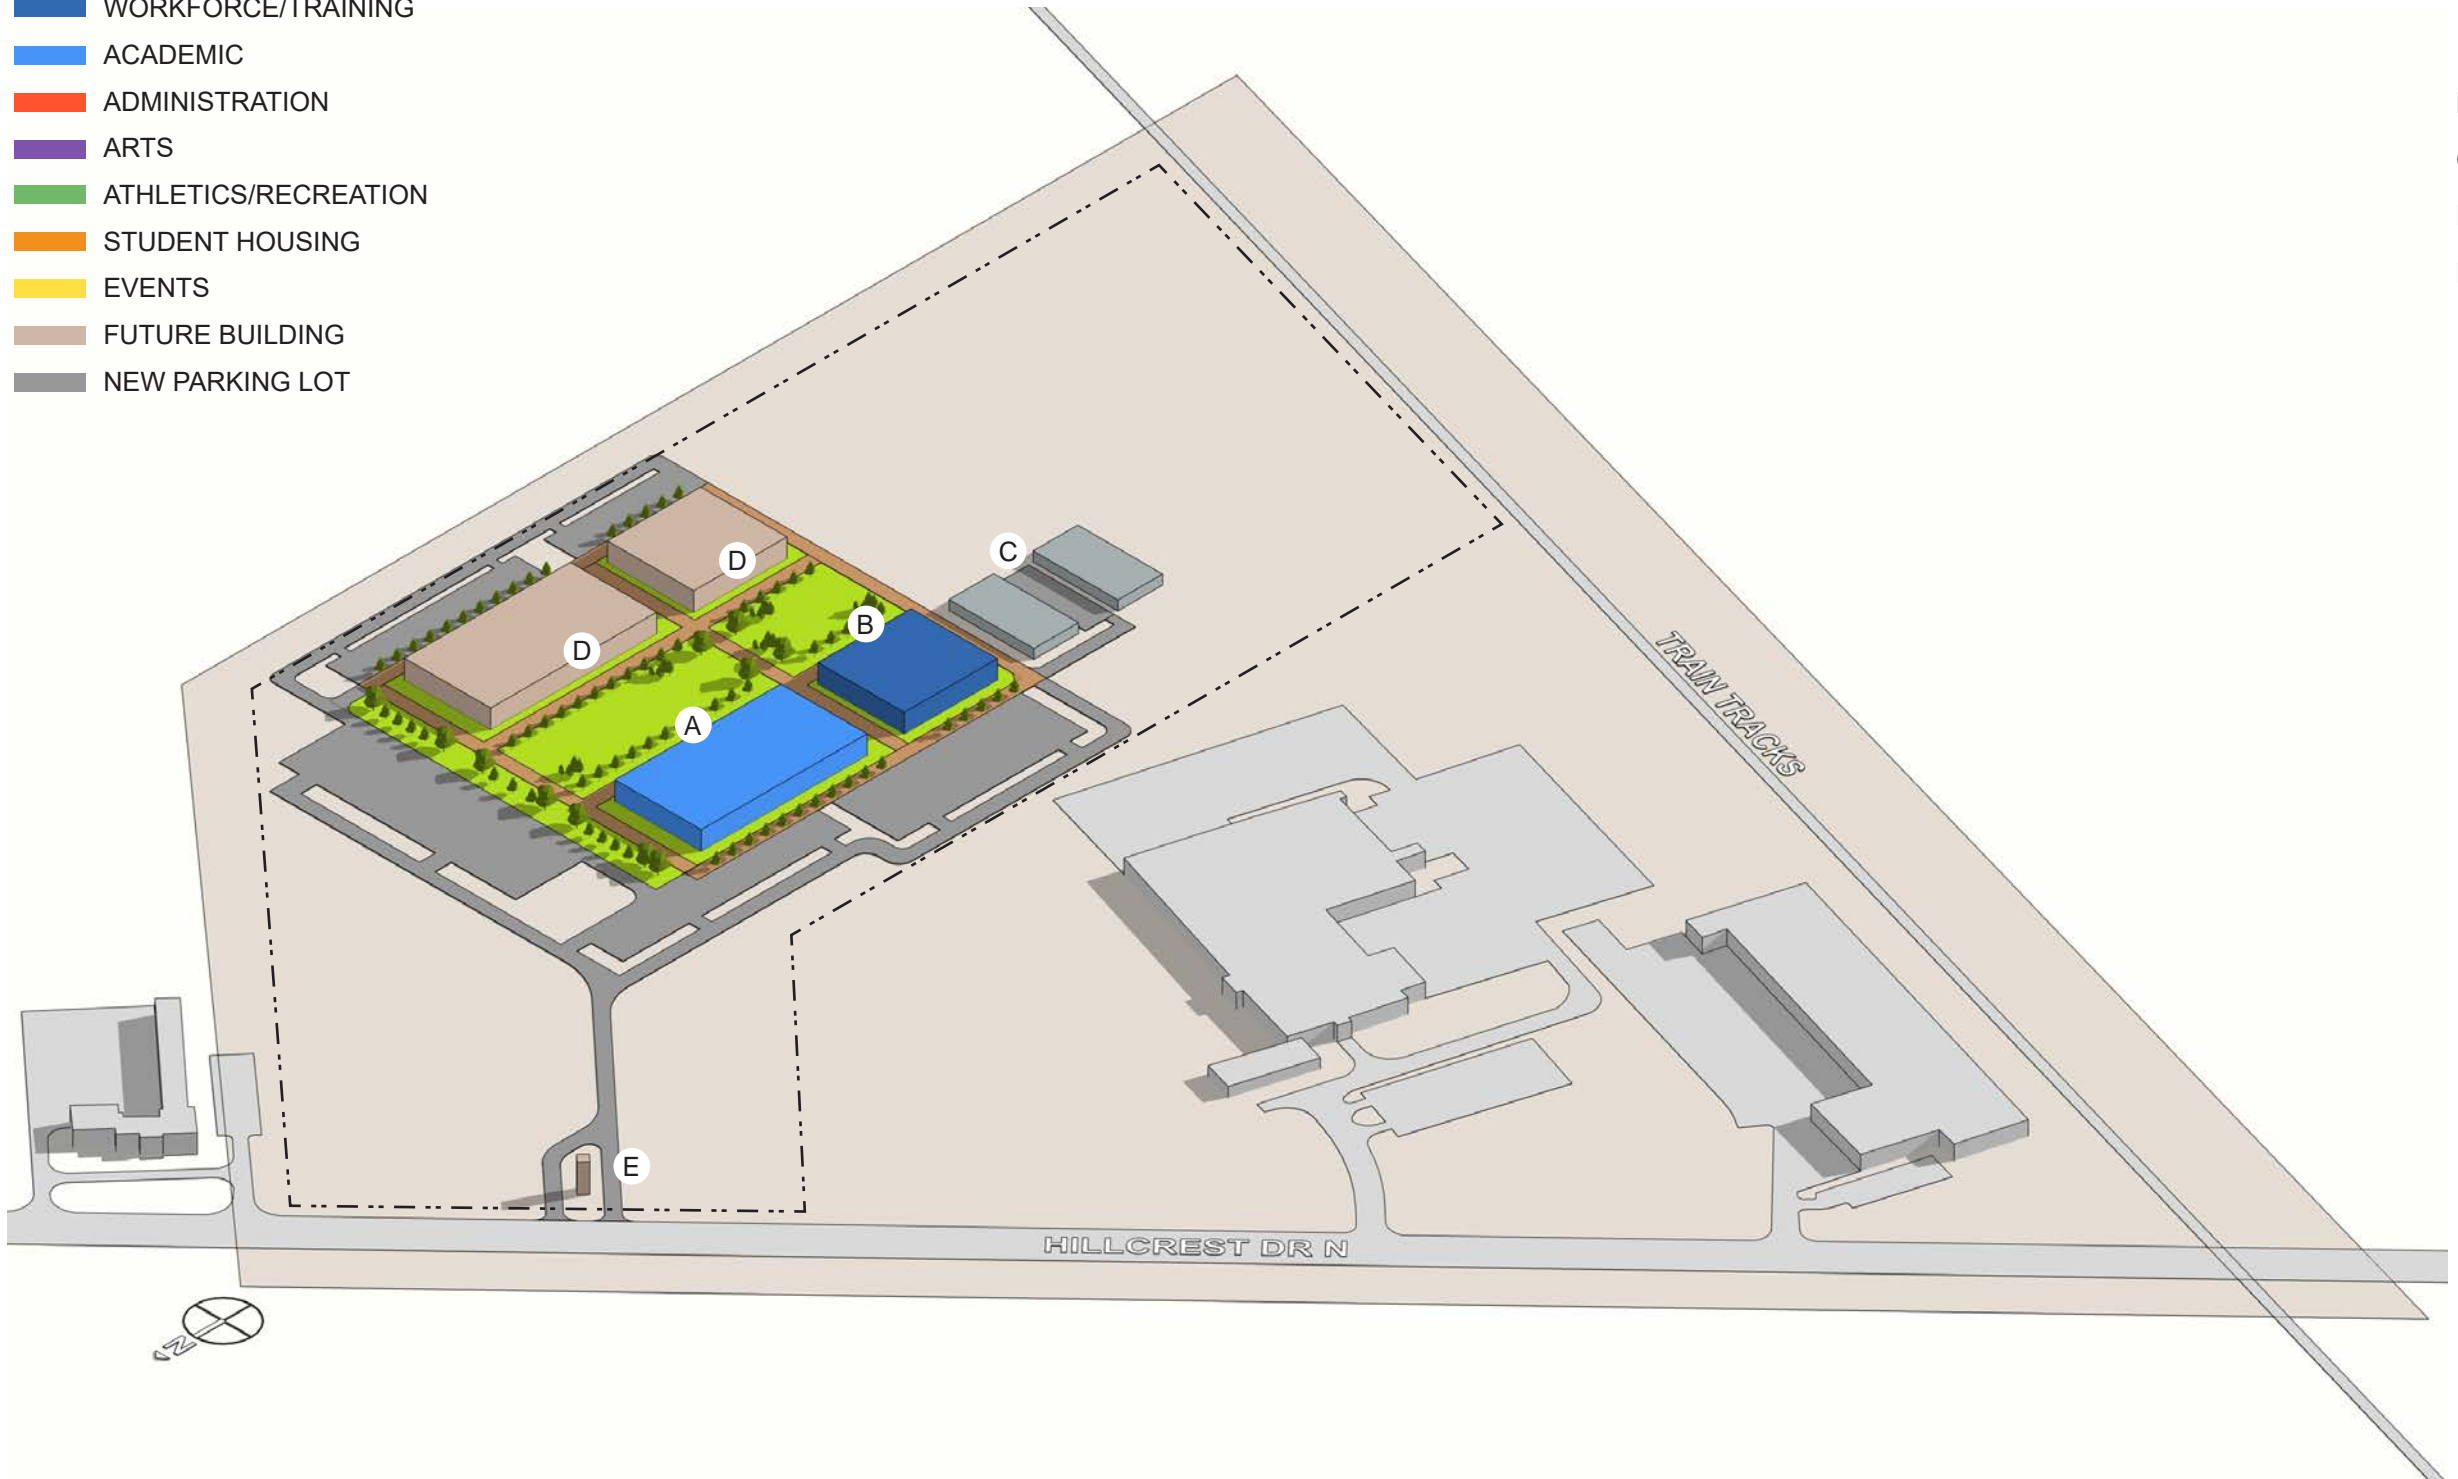 WORKFORCE/TRAINING
ACADEMIC
ADMINISTRATION
ARTS
ATHLETICS/RECREATION
STUDENT HOUSING
EVENTS
FUTURE BUILDING
NEW PARKING LOT
C
D
B
D
A
TRAIN TRACKS
E
HILLCREST DR N
N